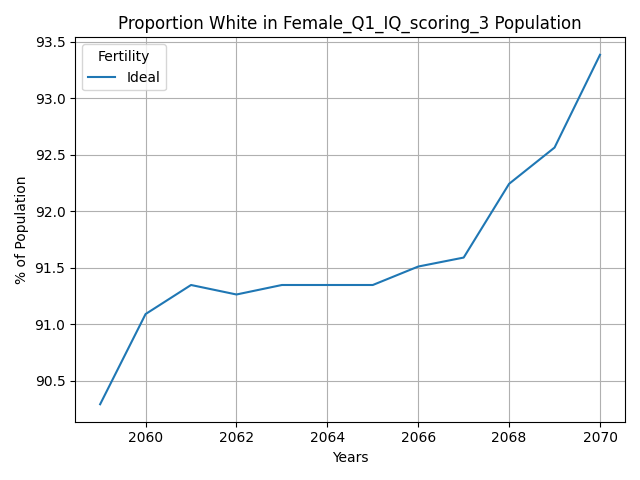 Proportion White in Female_Q1_IQ_scoring_3 Population
93.5
Fertility
Ideal
93.0
92.5
92.0
91.5
91.0
90.5
% of Population
2060
2062
2064
2066
2068
2070
Years